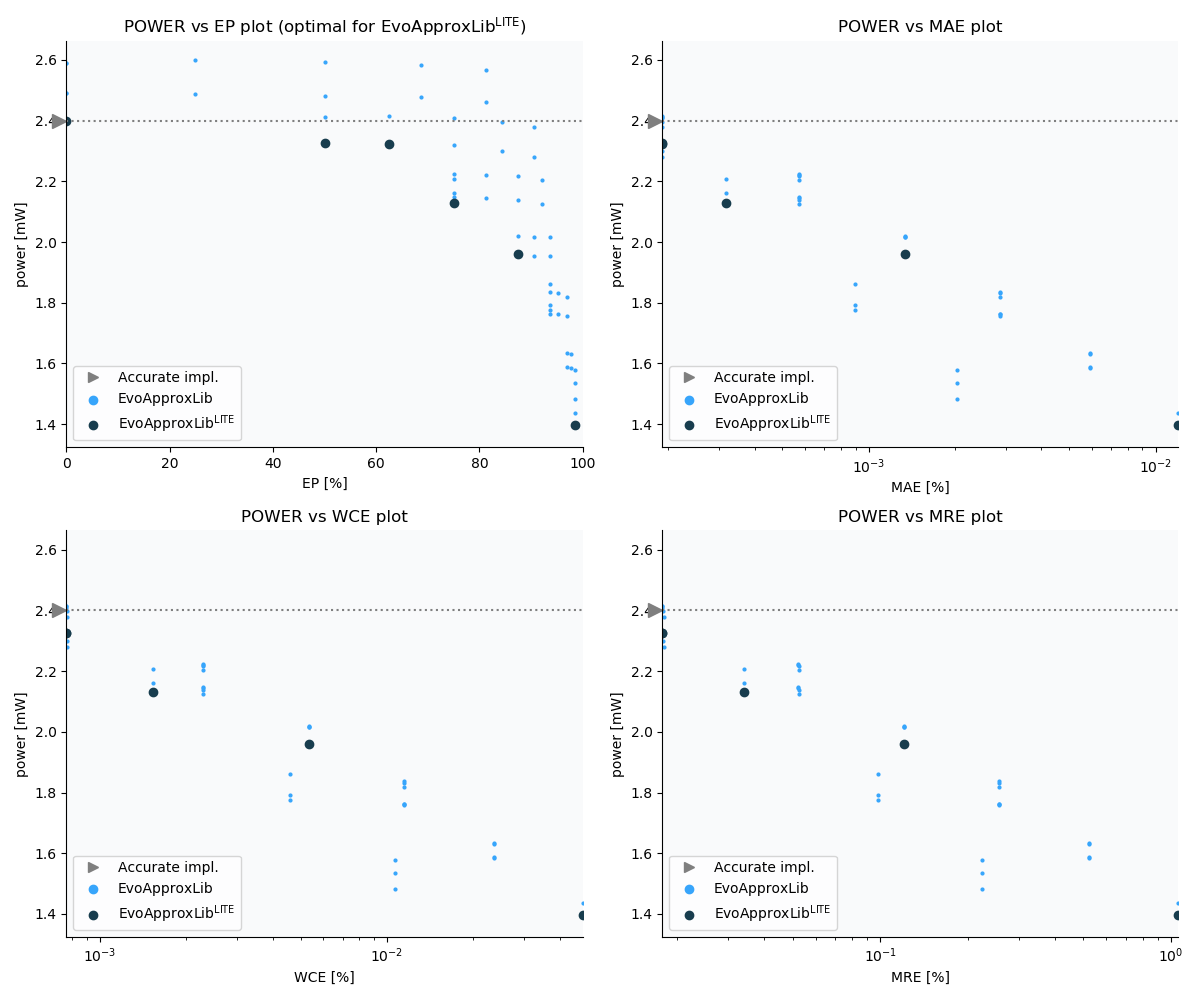 POWER vs EP plot (optimal for EvoApproxLib^LITE)
power [mW]
2.6
2.4
2.2
2.0
1.8
1.6
1.4
Accurate impl.
EvoApproxLib
EvoApproxLib^LITE
0 20 40 60 80 100
EP [%]
POWER vs MAE plot
power [mW]
2.6
2.4
2.2
2.0
1.8
1.6
1.4
Accurate impl.
EvoApproxLib
EvoApproxLib^LITE
10^−3 10^−2
MAE [%]
POWER vs WCE plot
power [mW]
2.6
2.4
2.2
2.0
1.8
1.6
1.4
Accurate impl.
EvoApproxLib
EvoApproxLib^LITE
10^−3 10^−2
WCE [%]
POWER vs MRE plot
power [mW]
2.6
2.4
2.2
2.0
1.8
1.6
1.4
Accurate impl.
EvoApproxLib
EvoApproxLib^LITE
10^−1 10^0
MRE [%]